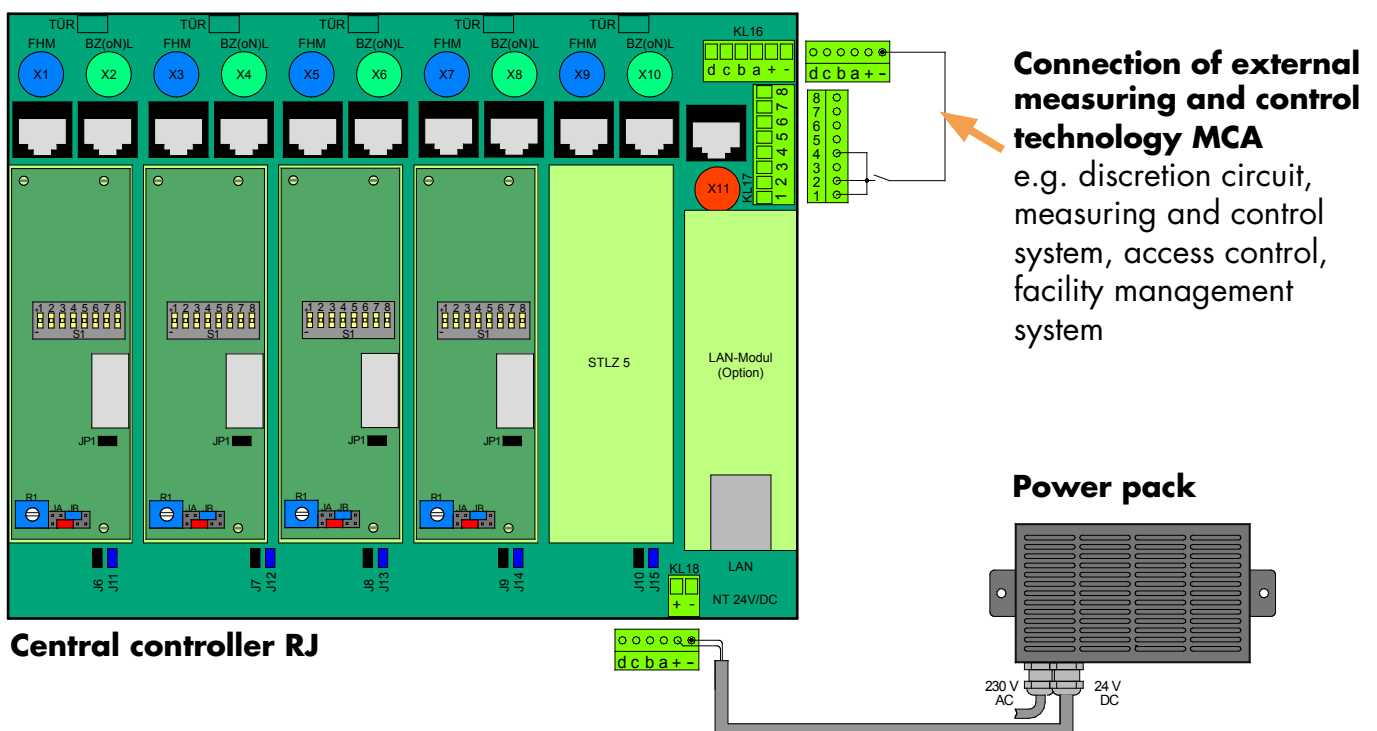 TÜR TÜR TÜR TÜR TÜR
FHM BZ(oN)L FHM BZ(oN)L FHM BZ(oN)L FHM BZ(oN)L FHM BZ(oN)L
X1 X2 X3 X4 X5 X6 X7 X8 X9 X10
KL16
d c b a + -
d c b a + -
KL17
1 2 3 4 5 6 7 8
8
7
6
5
4
3
2
1
X11
Connection of external
measuring and control
technology MCA
e.g. discretion circuit,
measuring and control
system, access control,
facility management
system
+ 1 2 3 4 5 6 7 8
- S1
+ 1 2 3 4 5 6 7 8
- S1
+ 1 2 3 4 5 6 7 8
- S1
+ 1 2 3 4 5 6 7 8
- S1
STLZ 5
LAN-Modul
(Option)
JP1 JP1 JP1 JP1
R1 JA JB R1 JA JB R1 JA JB R1 JA JB
J6 J11 J7 J12 J8 J13 J9 J14 J10 J15
KL18
+ -
LAN
NT 24V/DC
Central controller RJ
d c b a + -
Power pack
230 V
AC
24 V
DC